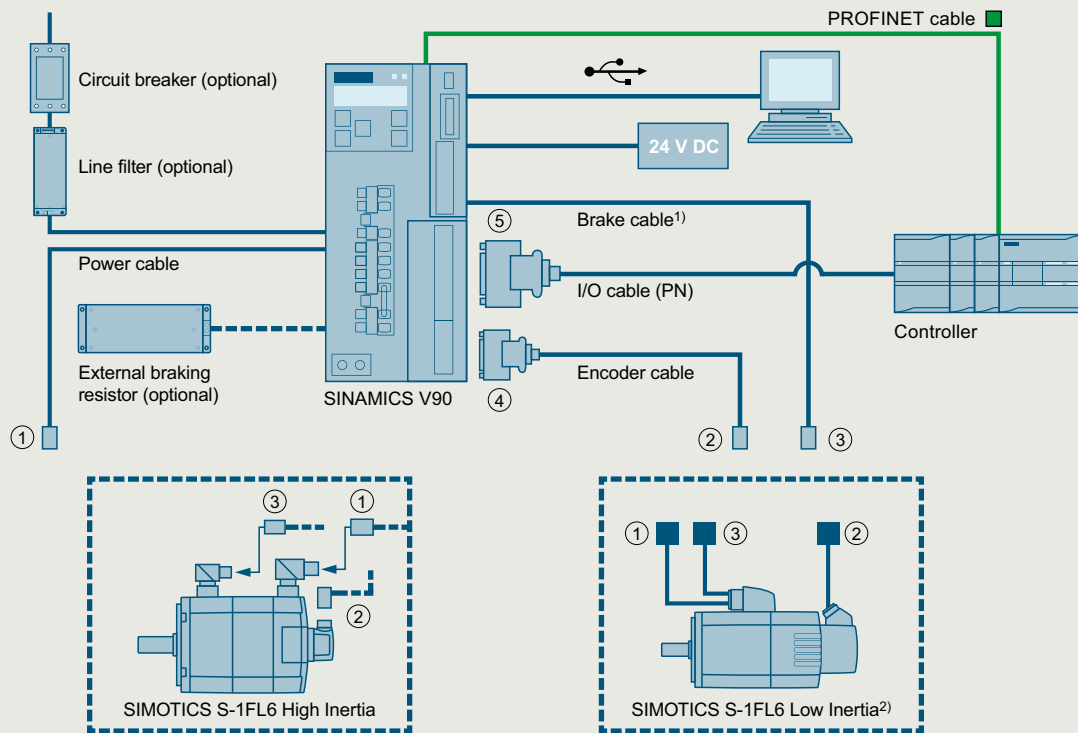 PROFINET cable
Circuit breaker (optional)
Line filter (optional)
24 V DC
⑤
Brake cable1)
Power cable
I/O cable (PN)
Controller
External braking
resistor (optional)
Encoder cable
SINAMICS V90
④
①
②
③
③
①
②
SIMOTICS S-1FL6 High Inertia
①
③
②
SIMOTICS S-1FL6 Low Inertia2)